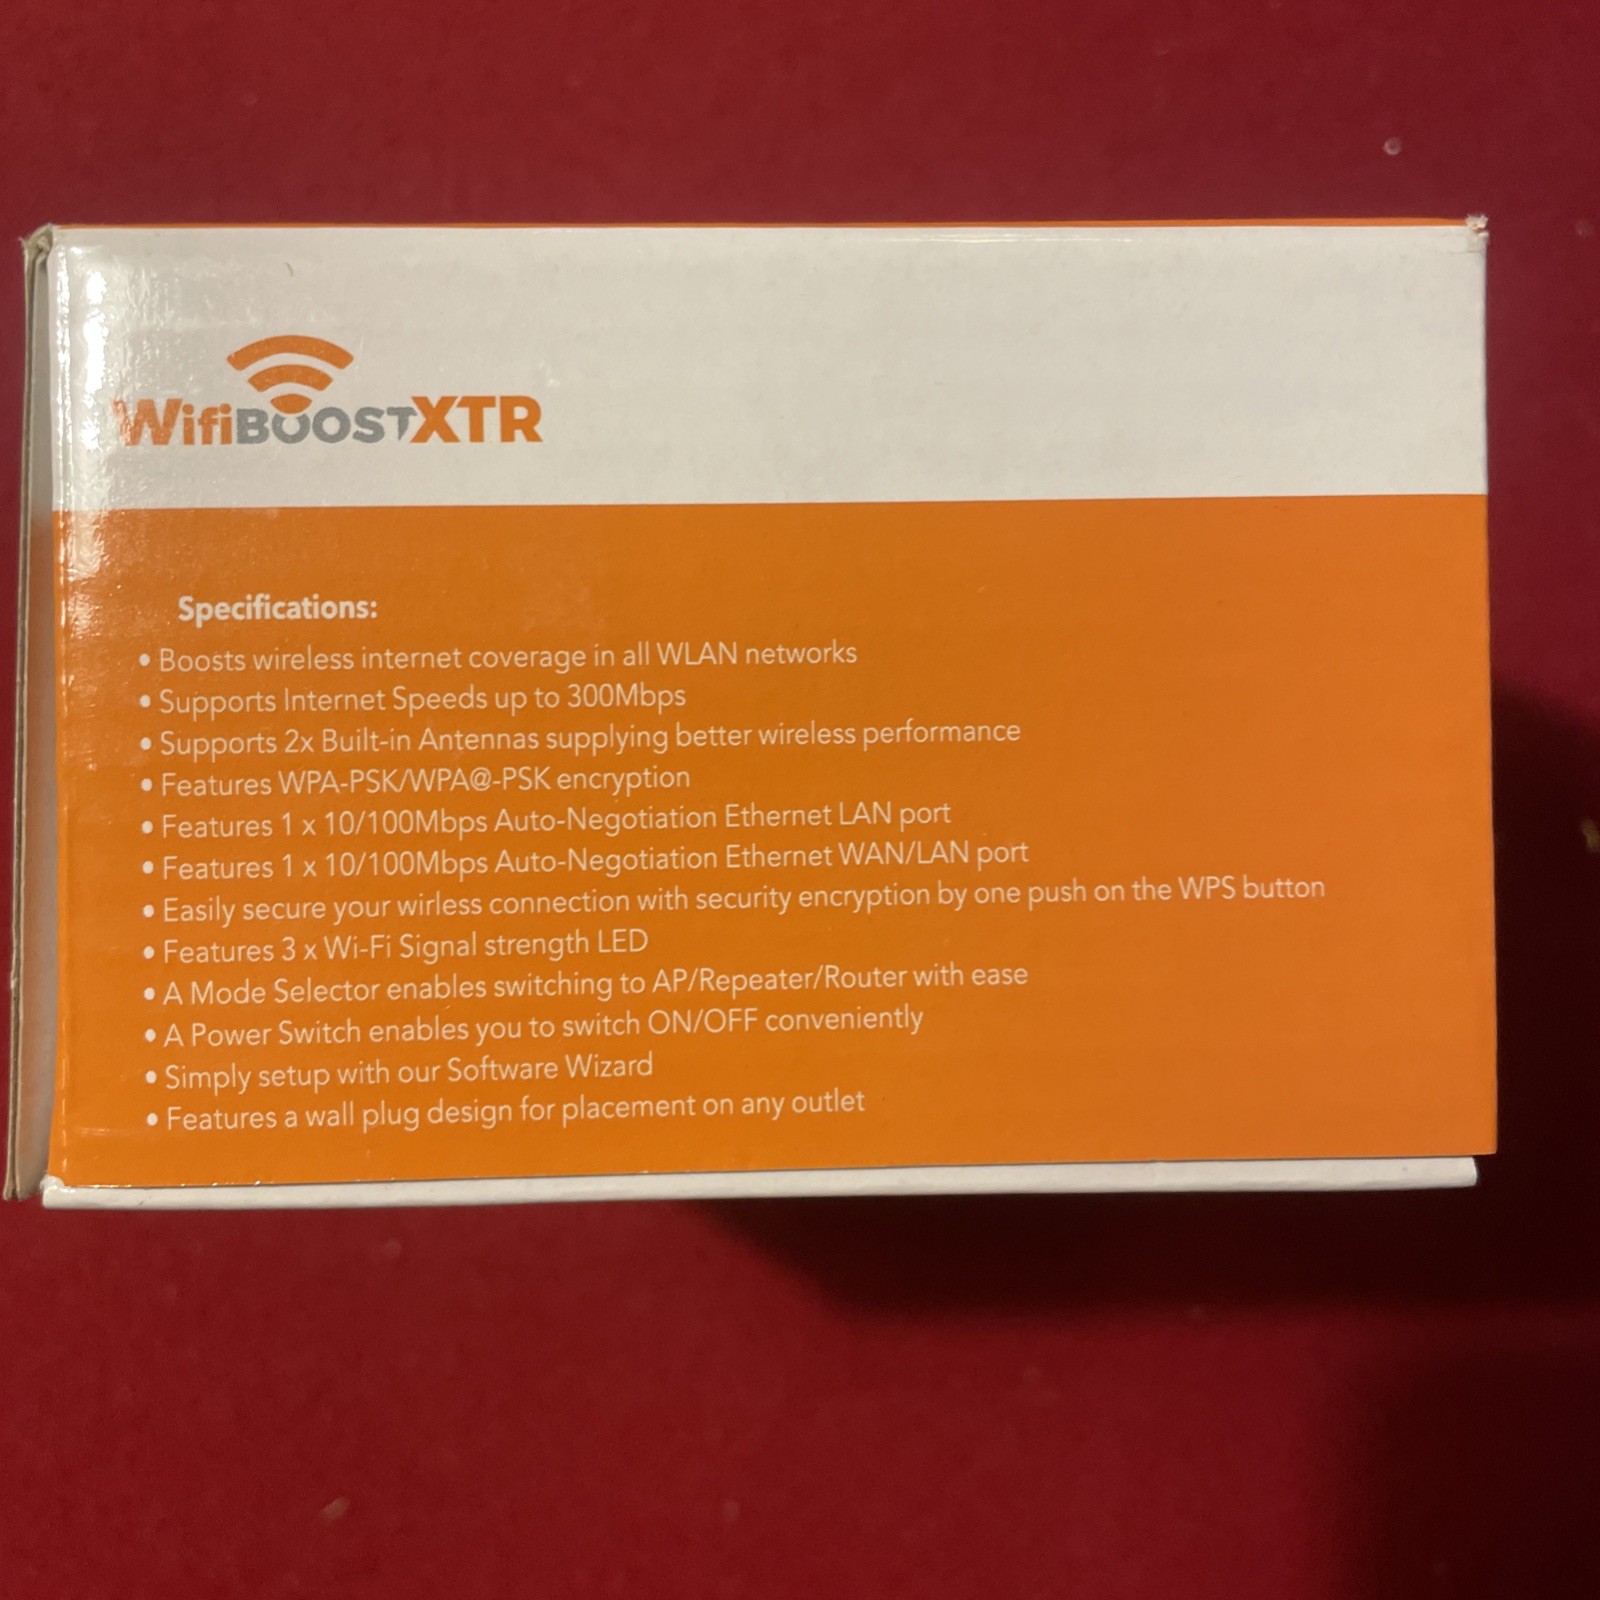 WifiBOOSTXTR
Specifications:
• Boosts wireless internet coverage in all WLAN networks
• Supports Internet Speeds up to 300Mbps
• Supports 2x Built-in Antennas supplying better wireless performance
• Features WPA-PSK/WPA@-PSK encryption
• Features 1 x 10/100Mbps Auto-Negotiation Ethernet LAN port
• Features 1 x 10/100Mbps Auto-Negotiation Ethernet WAN/LAN port
• Easily secure your wirless connection with security encryption by one push on the WPS button
• Features 3 x Wi-Fi Signal strength LED
• A Mode Selector enables switching to AP/Repeater/Router with ease
• A Power Switch enables you to switch ON/OFF conveniently
• Simply setup with our Software Wizard
• Features a wall plug design for placement on any outlet